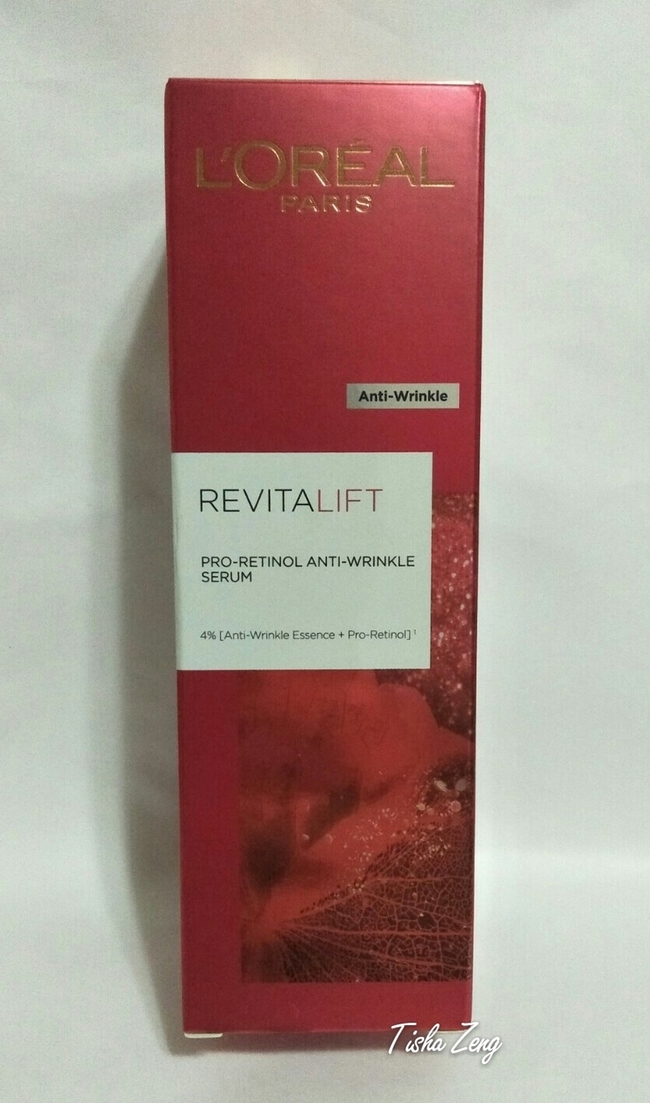 L'ORÉAL
PARIS
Anti-Wrinkle
REVITALIFT
PRO-RETINOL ANTI-WRINKLE
SERUM
4% [Anti-Wrinkle Essence + Pro-Retinol]¹
Tisha Zeng